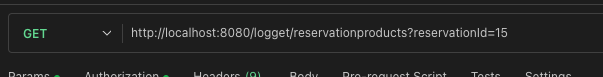 GET http://localhost:8080/logget/reservationproducts?reservationId=15
Params Authorization Headers (9) Body Pre-request Script Tests Settings